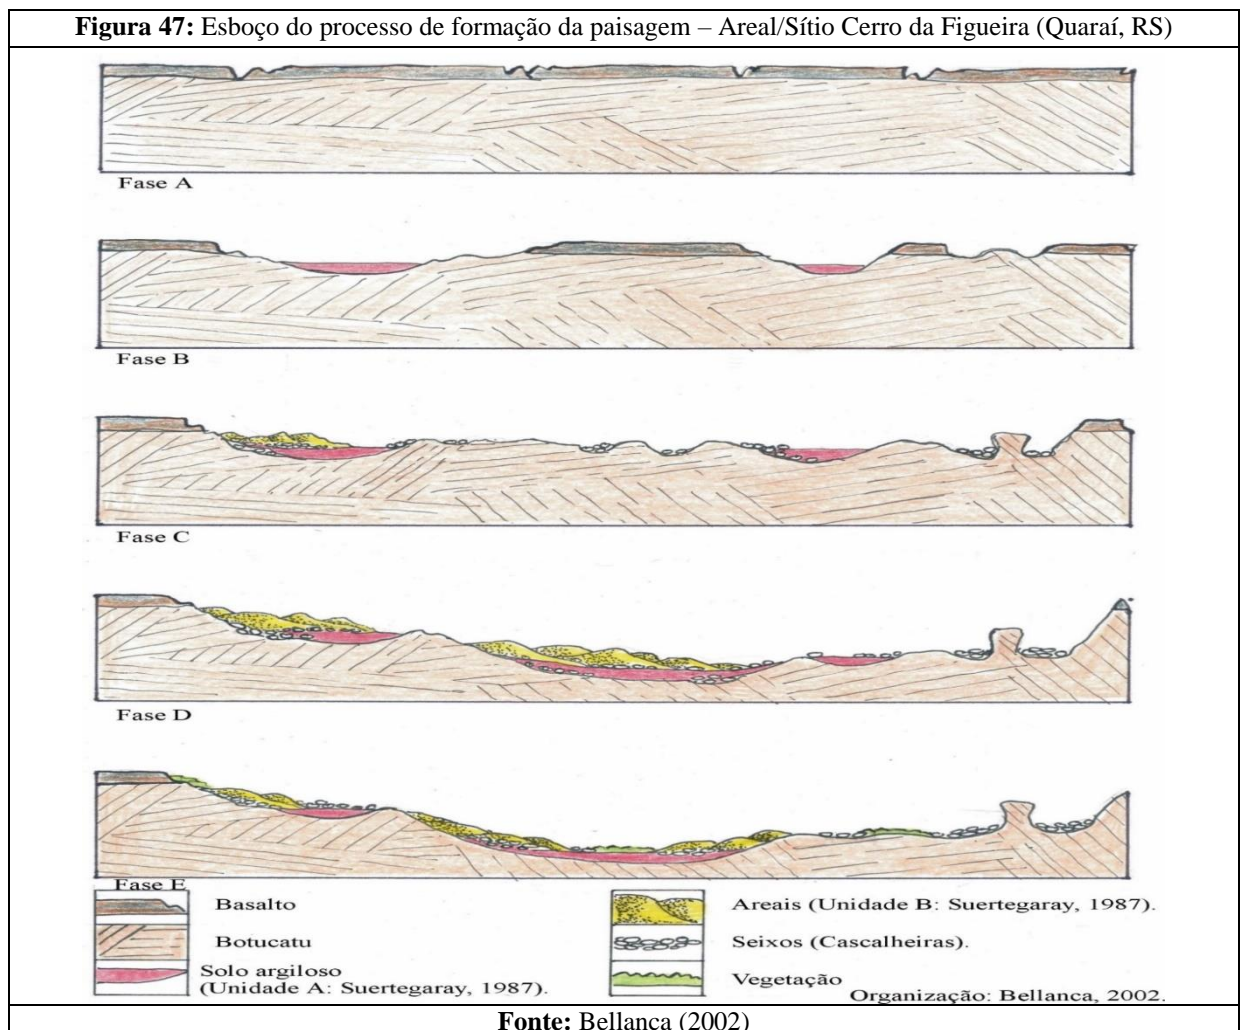 Figura 47: Esboço do processo de formação da paisagem – Areal/Sítio Cerro da Figueira (Quaraí, RS)
Fase A
Fase B
Fase C
Fase D
Fase E
Basalto
Botucatu
Solo argiloso
(Unidade A: Suertegaray, 1987).
Areais (Unidade B: Suertegaray, 1987).
Seixos (Cascalheiras).
Vegetação
Organização: Bellanca, 2002.
Fonte: Bellanca (2002)